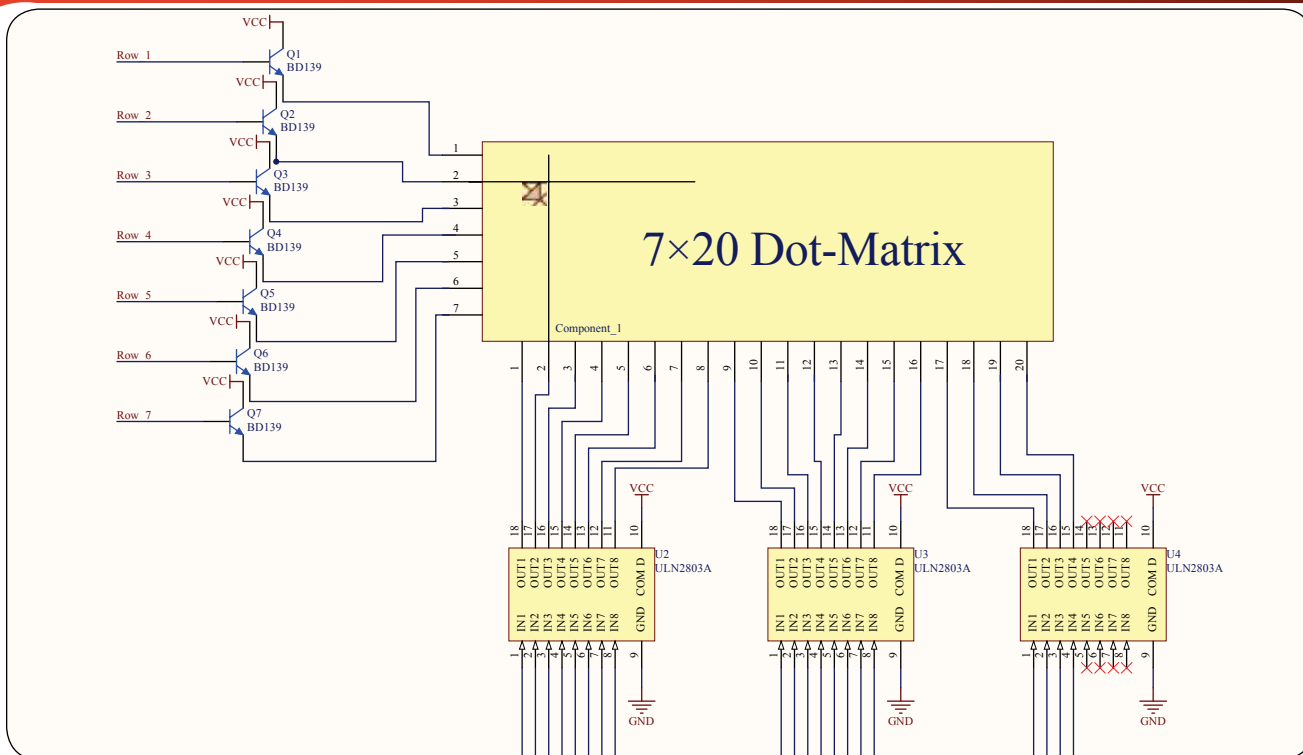 VCC
Row 1
Q1
BD139
VCC
Row 2
Q2
BD139
VCC
Row 3
Q3
BD139
VCC
Row 4
Q4
BD139
VCC
Row 5
Q5
BD139
VCC
Row 6
Q6
BD139
VCC
Row 7
Q7
BD139
1
2
3
4
5
6
7
7×20 Dot-Matrix
Component_1
1 2 3 4 5 6 7 8 9 10 11 12 13 14 15 16 17 18 19 20
VCC
18 17 16 15 14 13 12 11 10
U2
ULN2803A
OUT1 OUT2 OUT3 OUT4 OUT5 OUT6 OUT7 OUT8 COM D
IN1 IN2 IN3 IN4 IN5 IN6 IN7 IN8 GND
1 2 3 4 5 6 7 8 9
GND
VCC
18 17 16 15 14 13 12 11 10
U3
ULN2803A
OUT1 OUT2 OUT3 OUT4 OUT5 OUT6 OUT7 OUT8 COM D
IN1 IN2 IN3 IN4 IN5 IN6 IN7 IN8 GND
1 2 3 4 5 6 7 8 9
GND
VCC
18 17 16 15 14 13 12 11 10
U4
ULN2803A
OUT1 OUT2 OUT3 OUT4 OUT5 OUT6 OUT7 OUT8 COM D
IN1 IN2 IN3 IN4 IN5 IN6 IN7 IN8 GND
1 2 3 4 5 6 7 8 9
GND